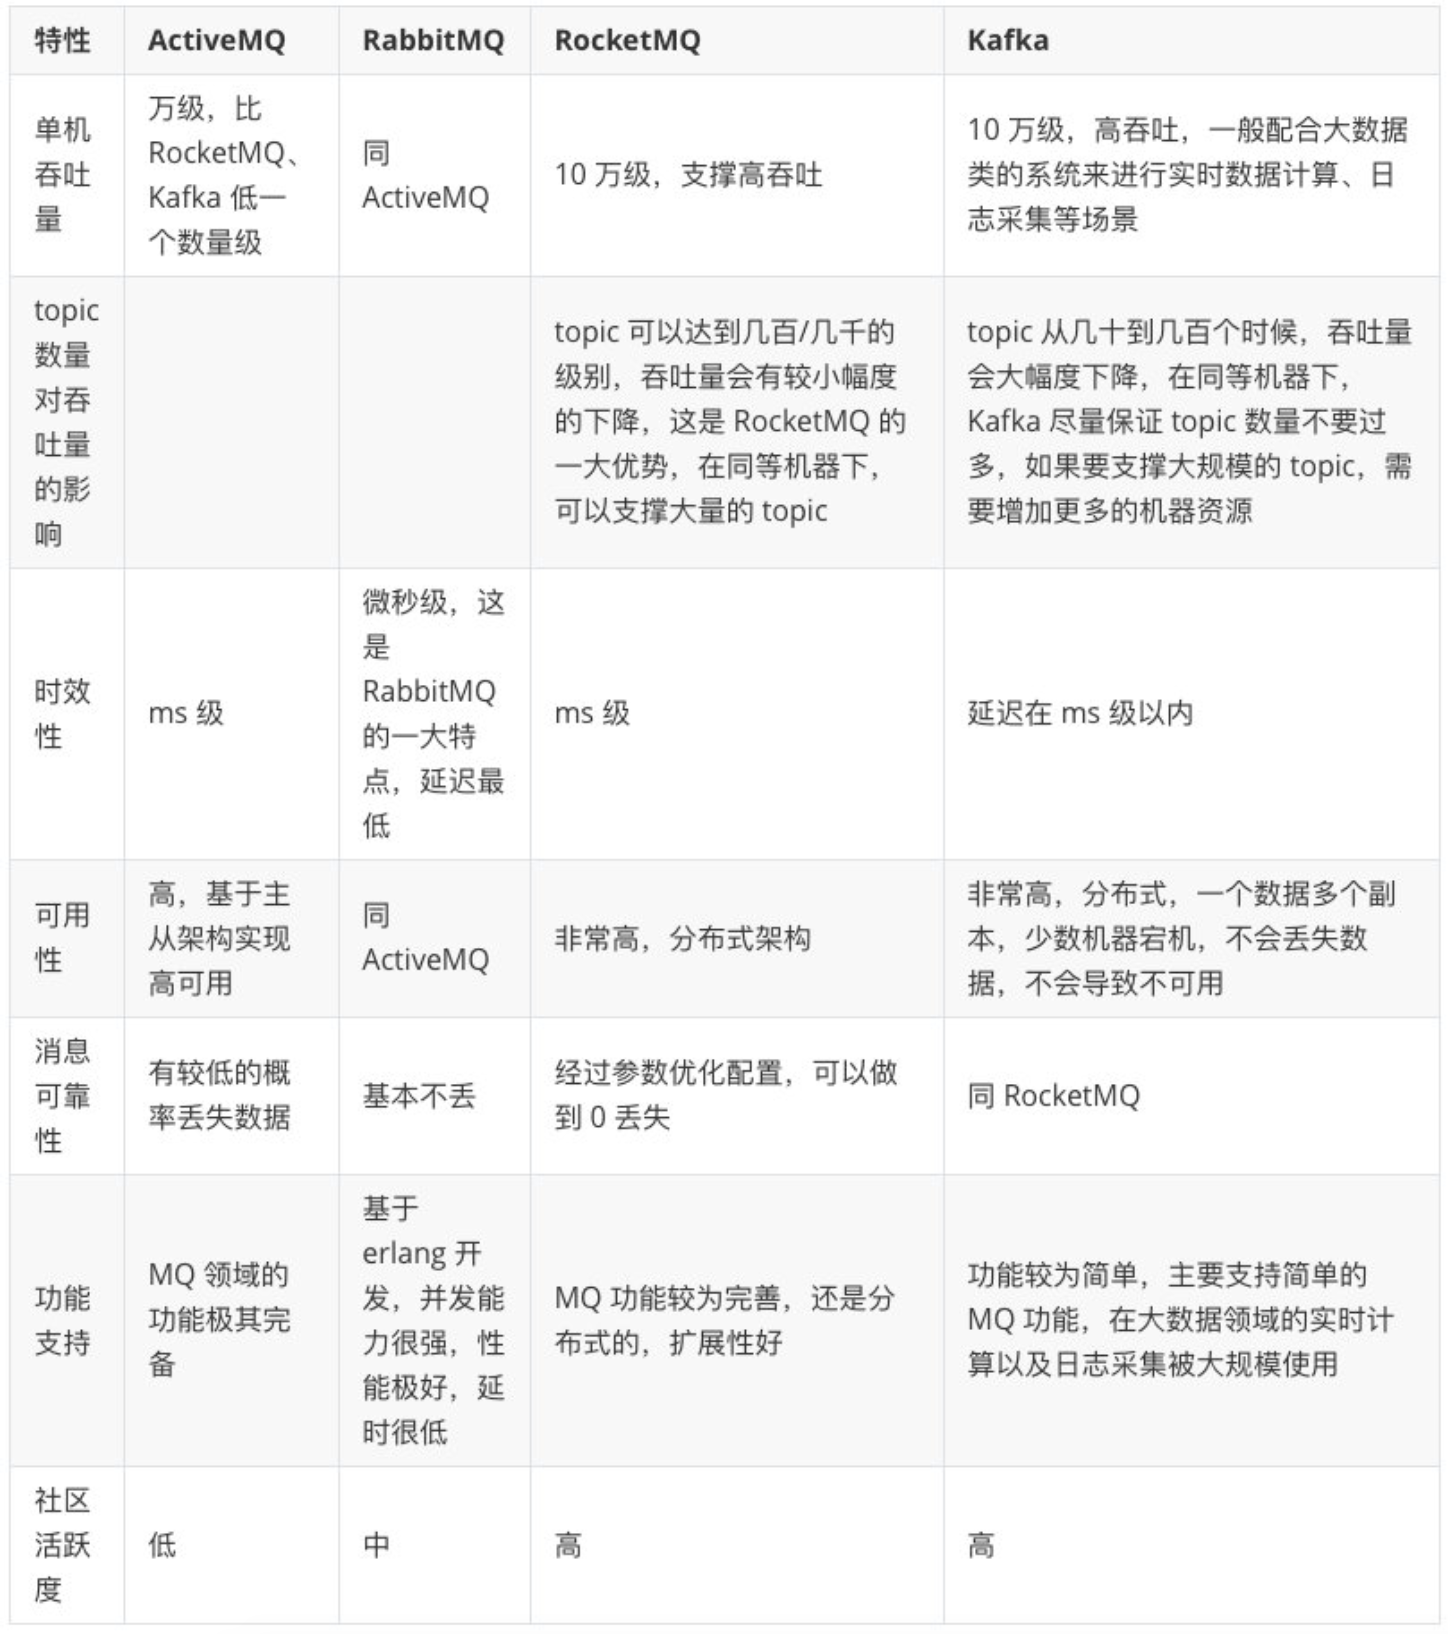 特性
ActiveMQ
RabbitMQ
RocketMQ
Kafka
单机
吞吐
量
万级，比
RocketMQ、
Kafka 低一
个数量级
同
ActiveMQ
10 万级，支撑高吞吐
10 万级，高吞吐，一般配合大数据
类的系统来进行实时数据计算、日
志采集等场景
topic
数量
对吞
吐量
的影
响
topic 可以达到几百/几千的
级别，吞吐量会有较小幅度
的下降，这是 RocketMQ 的
一大优势，在同等机器下，
可以支撑大量的 topic
topic 从几十到几百个时候，吞吐量
会大幅度下降，在同等机器下，
Kafka 尽量保证 topic 数量不要过
多，如果要支撑大规模的 topic，需
要增加更多的机器资源
时效
性
ms 级
微秒级，这
是
RabbitMQ
的一大特
点，延迟最
低
ms 级
延迟在 ms 级以内
可用
性
高，基于主
从架构实现
高可用
同
ActiveMQ
非常高，分布式架构
非常高，分布式，一个数据多个副
本，少数机器宕机，不会丢失数
据，不会导致不可用
消息
可靠
性
有较低的概
率丢失数据
基本不丢
经过参数优化配置，可以做
到 0 丢失
同 RocketMQ
功能
支持
MQ 领域的
功能极其完
备
基于
erlang 开
发，并发能
力很强，性
能极好，延
时很低
MQ 功能较为完善，还是分
布式的，扩展性好
功能较为简单，主要支持简单的
MQ 功能，在大数据领域的实时计
算以及日志采集被大规模使用
社区
活跃
度
低
中
高
高